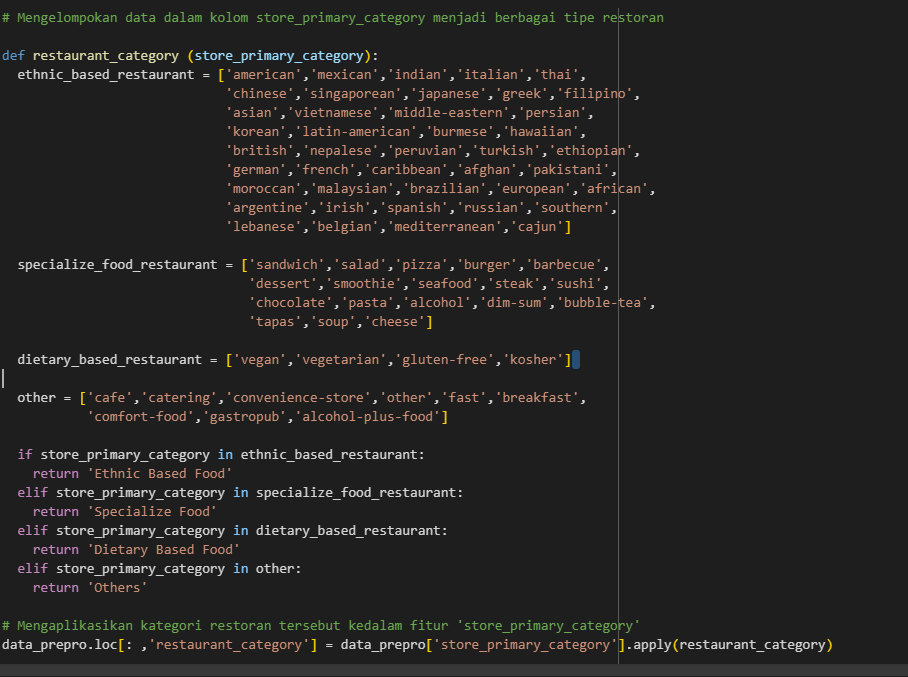 # Mengelompokan data dalam kolom store_primary_category menjadi berbagai tipe restoran
def restaurant_category (store_primary_category):
ethnic_based_restaurant = ['american','mexican','indian','italian','thai',
'chinese','singaporean','japanese','greek','filipino',
'asian','vietnamese','middle-eastern','persian',
'korean','latin-american','burmese','hawaiian',
'british','nepalese','peruvian','turkish','ethiopian',
'german','french','caribbean','afghan','pakistani',
'moroccan','malaysian','brazilian','european','african',
'argentine','irish','spanish','russian','southern',
'lebanese','belgian','mediterranean','cajun']
specialize_food_restaurant = ['sandwich','salad','pizza','burger','barbecue',
'dessert','smoothie','seafood','steak','sushi',
'chocolate','pasta','alcohol','dim-sum','bubble-tea',
'tapas','soup','cheese']
dietary_based_restaurant = ['vegan','vegetarian','gluten-free','kosher']
other = ['cafe','catering','convenience-store','other','fast','breakfast',
'comfort-food','gastropub','alcohol-plus-food']
if store_primary_category in ethnic_based_restaurant:
return 'Ethnic Based Food'
elif store_primary_category in specialize_food_restaurant:
return 'Specialize Food'
elif store_primary_category in dietary_based_restaurant:
return 'Dietary Based Food'
elif store_primary_category in other:
return 'Others'
# Mengaplikasikan kategori restoran tersebut kedalam fitur 'store_primary_category'
data_prepro.loc[: ,'restaurant_category'] = data_prepro['store_primary_category'].apply(restaurant_category)